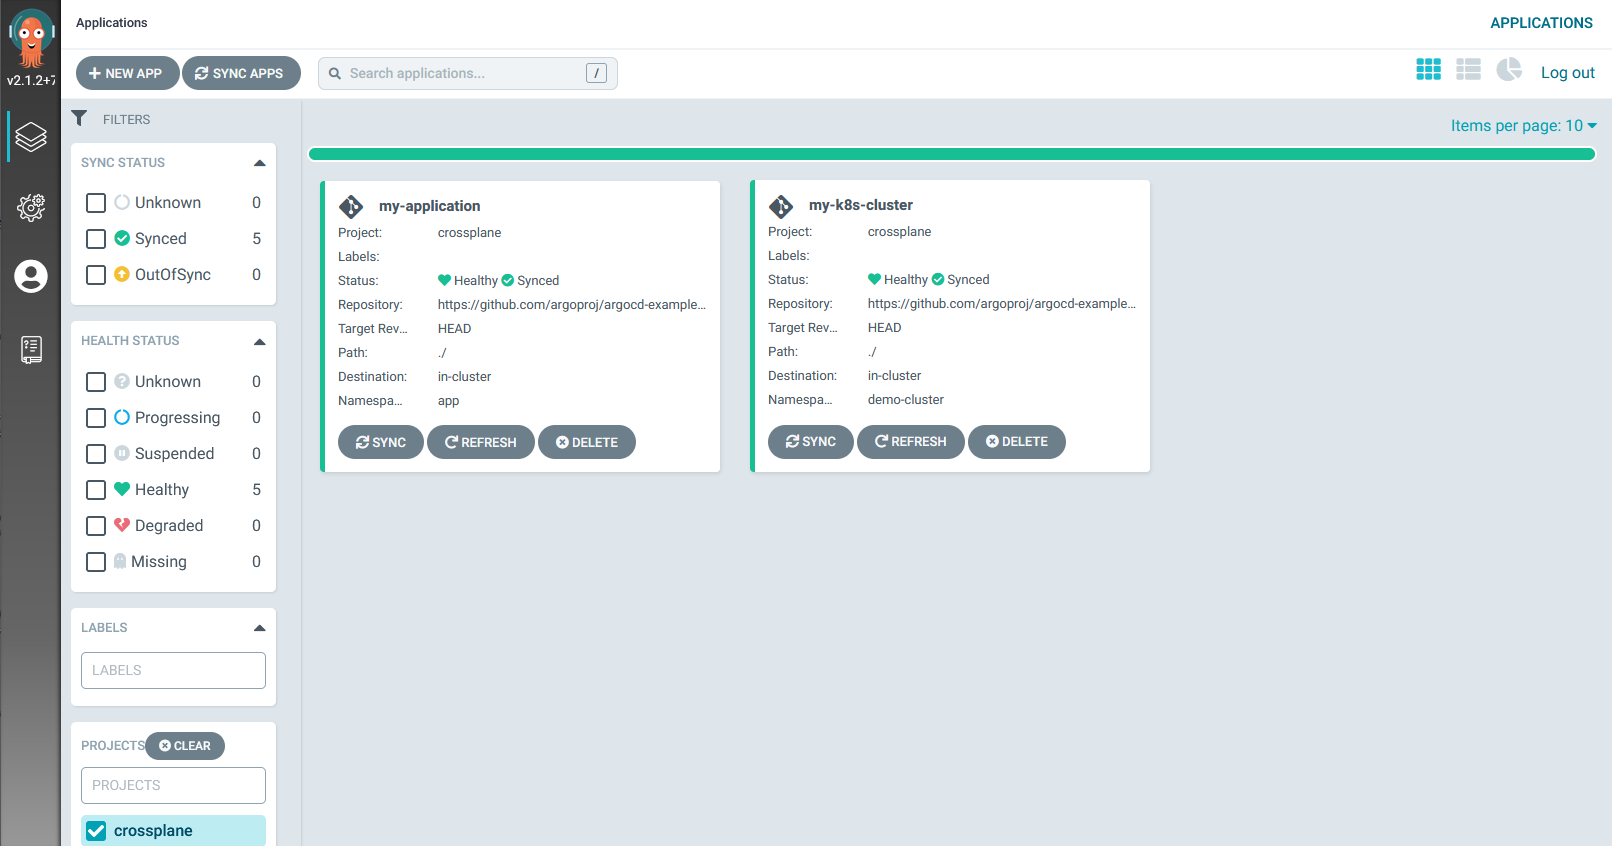 Applications
APPLICATIONS
v2.1.2+7
NEW APP
SYNC APPS
Search applications...
/
Log out
FILTERS
Items per page: 10
SYNC STATUS
Unknown 0
Synced 5
OutOfSync 0
HEALTH STATUS
Unknown 0
Progressing 0
Suspended 0
Healthy 5
Degraded 0
Missing 0
LABELS
LABELS
PROJECTS
CLEAR
PROJECTS
crossplane
my-application
Project: crossplane
Labels:
Status: Healthy Synced
Repository: https://github.com/argoproj/argocd-example...
Target Rev... HEAD
Path: ./
Destination: in-cluster
Namespa... app
SYNC REFRESH DELETE
my-k8s-cluster
Project: crossplane
Labels:
Status: Healthy Synced
Repository: https://github.com/argoproj/argocd-example...
Target Rev... HEAD
Path: ./
Destination: in-cluster
Namespa... demo-cluster
SYNC REFRESH DELETE